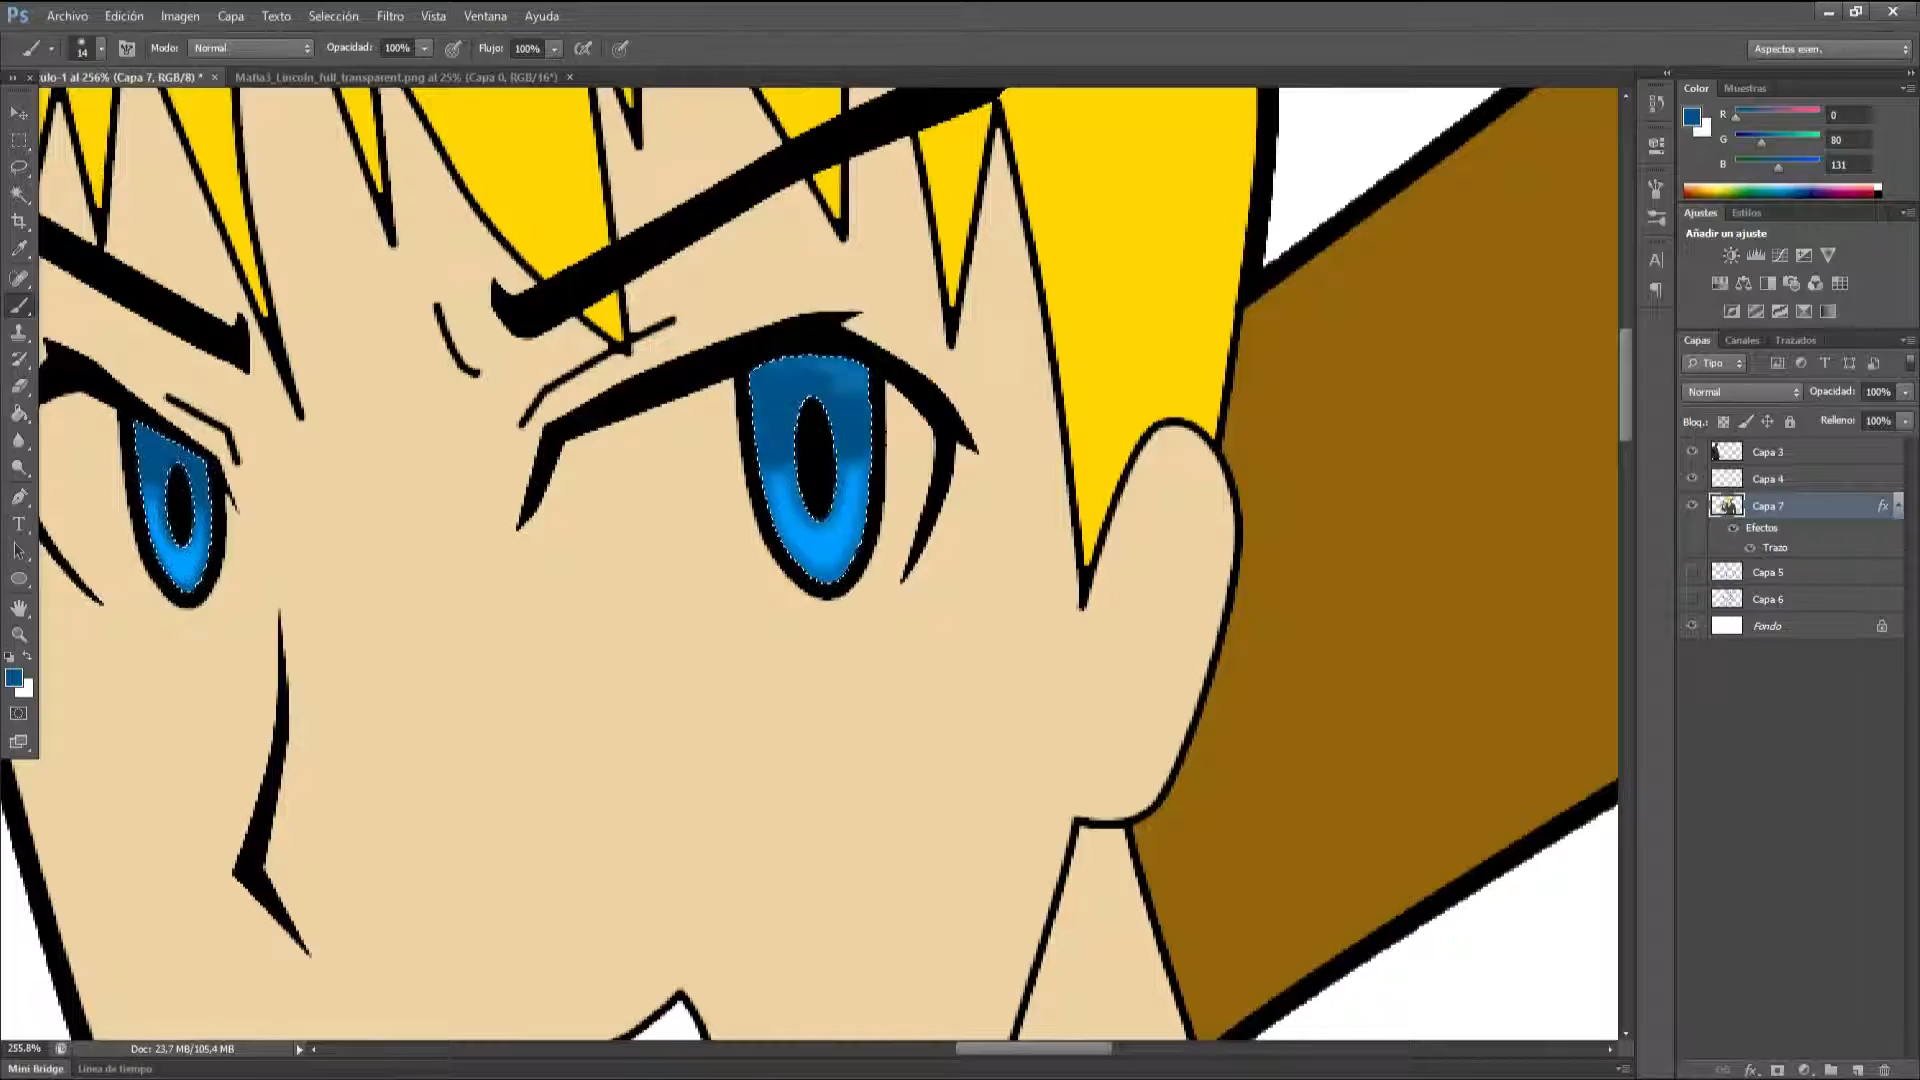 Ps Archivo Edición Imagen Capa Texto Selección Filtro Vista Ventana Ayuda
14 Modo: Normal Opacidad: 100% Flujo: 100% Aspectos esen.
ulo-1 al 256% (Capa 7, RGB/8) * × Mafia3_Lincoln_full_transparent.png al 25% (Capa 0, RGB/16*) ×
Color Muestras
R 0
G 80
B 131
Ajustes Estilos
Añadir un ajuste
Capas Canales Trazados
Tipo
Normal Opacidad: 100%
Bloq.: Relleno: 100%
Capa 3
Capa 4
Capa 7 fx
Efectos
Trazo
Capa 5
Capa 6
Fondo
255,8% Doc: 23,7 MB/105,4 MB
Mini Bridge Línea de tiempo